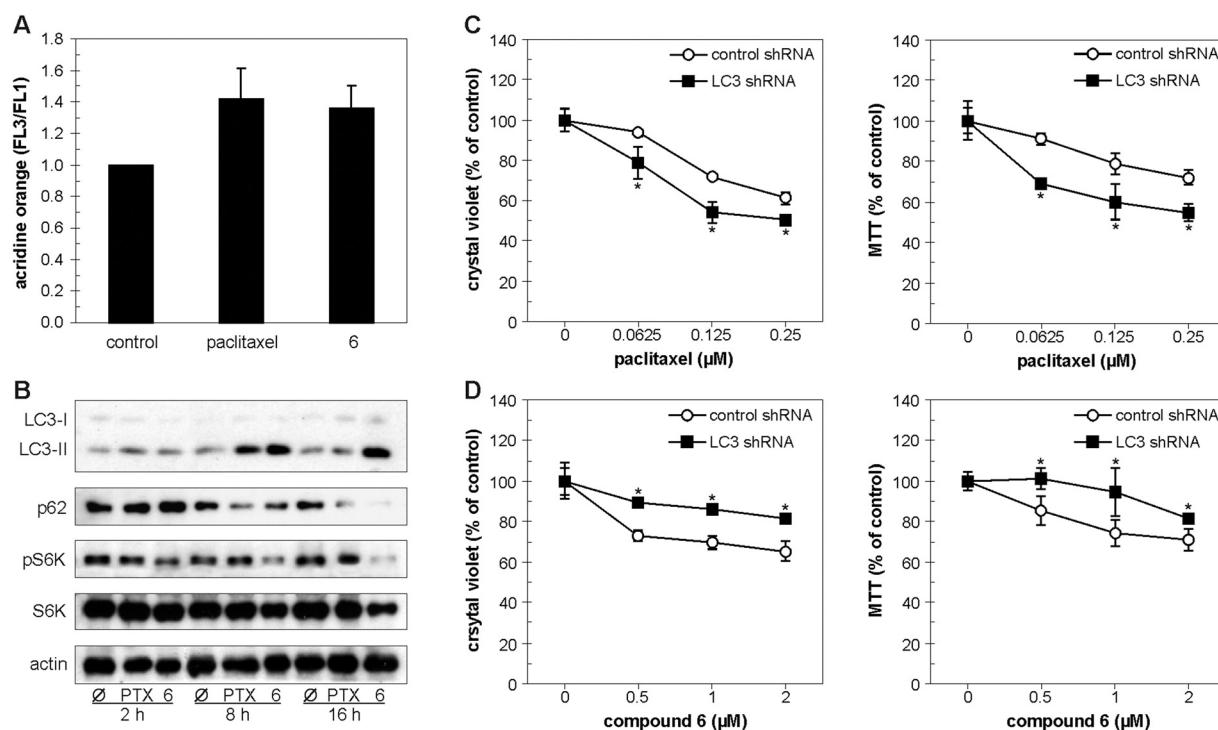 A
1.8
1.6
1.4
1.2
1.0
0.8
0.6
0.4
0.2
0.0
acridine orange (FL3/FL1)
control paclitaxel 6
B
LC3-I
LC3-II
p62
pS6K
S6K
actin
Ø PTX 6 Ø PTX 6 Ø PTX 6
2 h 8 h 16 h
C
140
120
100
80
60
40
20
0
crystal violet (% of control)
control shRNA
LC3 shRNA
* * *
0 0.0625 0.125 0.25
paclitaxel (µM)
140
120
100
80
60
40
20
0
MTT (% of control)
control shRNA
LC3 shRNA
* * *
0 0.0625 0.125 0.25
paclitaxel (µM)
D
140
120
100
80
60
40
20
0
crsytal violet (% of control)
control shRNA
LC3 shRNA
* * *
0 0.5 1 2
compound 6 (µM)
140
120
100
80
60
40
20
0
MTT (% of control)
control shRNA
LC3 shRNA
* * *
0 0.5 1 2
compound 6 (µM)